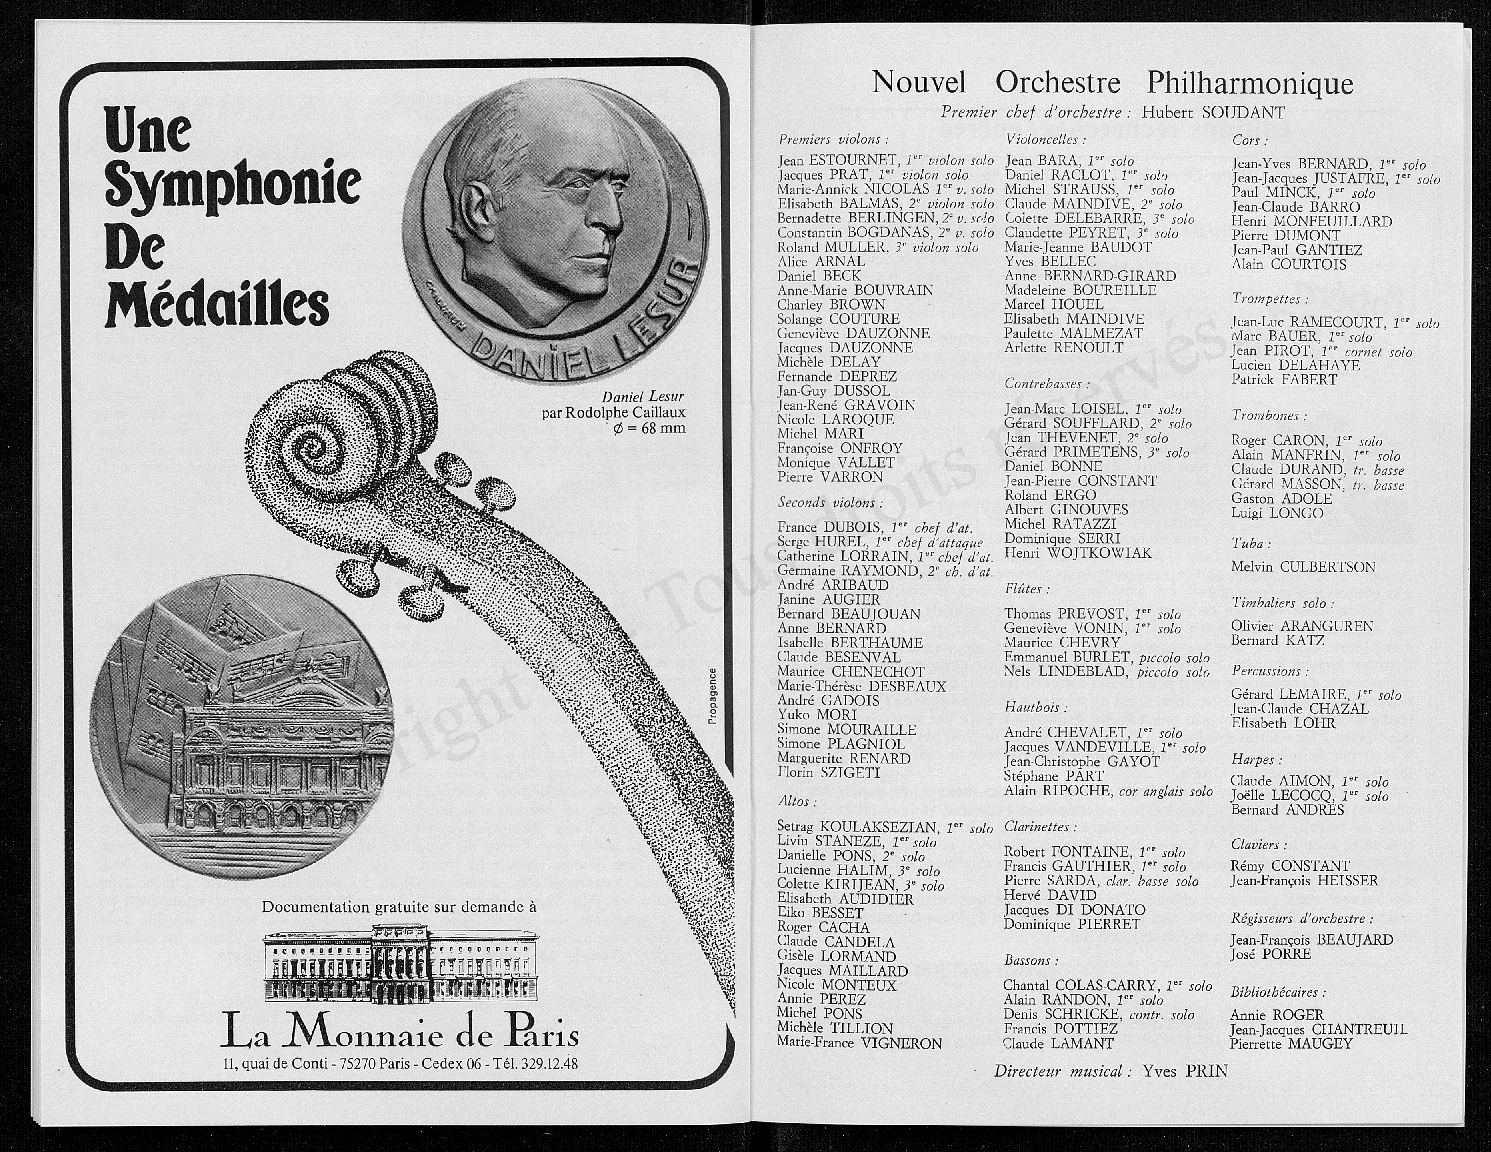 Une
Symphonie
De
Médailles
DANIEL LESUR
Daniel Lesur
par Rodolphe Caillaux
Ø = 68 mm
Propagence
Documentation gratuite sur demande à
La Monnaie de Paris
11, quai de Conti - 75270 Paris - Cedex 06 - Tél. 329.12.48
Nouvel Orchestre Philharmonique
Premier chef d'orchestre : Hubert SOUDANT
Premiers violons :
Jean ESTOURNET, 1er violon solo
Jacques PRAT, 1er violon solo
Marie-Annick NICOLAS 1er v. solo
Elisabeth BALMAS, 2e violon solo
Bernadette BERLINGEN, 2e v. solo
Constantin BOGDANAS, 2e v. solo
Roland MULLER, 3e violon solo
Alice ARNAL
Daniel BECK
Anne-Marie BOUVRAIN
Charley BROWN
Solange COUTURE
Geneviève DAUZONNE
Jacques DAUZONNE
Michèle DELAY
Fernande DEPREZ
Jan-Guy DUSSOL
Jean-René GRAVOIN
Nicole LAROQUE
Michel MARI
Françoise ONFROY
Monique VALLET
Pierre VARRON
Seconds violons :
France DUBOIS, 1er chef d'at.
Serge HUREL, 1er chef d'attaque
Catherine LORRAIN, 1er chef d'at.
Germaine RAYMOND, 2e ch. d'at.
André ARIBAUD
Janine AUGIER
Bernard BEAUJOUAN
Anne BERNARD
Isabelle BERTHAUME
Claude BESENVAL
Maurice CHENECHOT
Marie-Thérèse DESBEAUX
André GADOIS
Yuko MORI
Simone MOURAILLE
Simone PLAGNIOL
Marguerite RENARD
Florin SZIGETI
Altos :
Setrag KOULAKSEZIAN, 1er solo
Liviu STANEZE, 1er solo
Danielle PONS, 2e solo
Lucienne HALIM, 3e solo
Colette KIRIJEAN, 3e solo
Elisabeth AUDIDIER
Eiko BESSET
Roger CACHA
Claude CANDELA
Gisèle LORMAND
Jacques MAILLARD
Nicole MONTEUX
Annie PEREZ
Michel PONS
Michèle TILLION
Marie-France VIGNERON
Violoncelles :
Jean BARA, 1er solo
Daniel RACLOT, 1er solo
Michel STRAUSS, 1er solo
Claude MAINDIVE, 2e solo
Colette DELEBARRE, 3e solo
Claudette PEYRET, 3e solo
Marie-Jeanne BAUDOT
Yves BELLEC
Anne BERNARD-GIRARD
Madeleine BOUREILLE
Marcel HOUEL
Elisabeth MAINDIVE
Paulette MALMEZAT
Arlette RENOULT
Contrebasses :
Jean-Marc LOISEL, 1er solo
Gérard SOUFFLARD, 2e solo
Jean THEVENET, 2e solo
Gérard PRIMETENS, 3e solo
Daniel BONNE
Jean-Pierre CONSTANT
Roland ERGO
Albert GINOUVES
Michel RATAZZI
Dominique SERRI
Henri WOJTKOWIAK
Flûtes :
Thomas PREVOST, 1er solo
Geneviève VONIN, 1er solo
Maurice CHEVRY
Emmanuel BURLET, piccolo solo
Nels LINDEBLAD, piccolo solo
Hautbois :
André CHEVALET, 1er solo
Jacques VANDEVILLE, 1er solo
Jean-Christophe GAYOT
Stéphane PART
Alain RIPOCHE, cor anglais solo
Clarinettes :
Robert FONTAINE, 1er solo
Francis GAUTHIER, 1er solo
Pierre SARDA, clar. basse solo
Hervé DAVID
Jacques DI DONATO
Dominique PIERRET
Bassons :
Chantal COLAS-CARRY, 1er solo
Alain RANDON, 1er solo
Denis SCHRICKE, contr. solo
Francis POTTIEZ
Claude LAMANT
Cors :
Jean-Yves BERNARD, 1er solo
Jean-Jacques JUSTAFRE, 1er solo
Paul MINCK, 1er solo
Jean-Claude BARRO
Henri MONFEUILLARD
Pierre DUMONT
Jean-Paul GANTIEZ
Alain COURTOIS
Trompettes :
Jean-Luc RAMECOURT, 1er solo
Marc BAUER, 1er solo
Jean PIROT, 1er cornet solo
Lucien DELAHAYE
Patrick FABERT
Trombones :
Roger CARON, 1er solo
Alain MANFRIN, 1er solo
Claude DURAND, tr. basse
Gérard MASSON, tr. basse
Gaston ADOLE
Luigi LONGO
Tuba :
Melvin CULBERTSON
Timbaliers solo :
Olivier ARANGUREN
Bernard KATZ
Percussions :
Gérard LEMAIRE, 1er solo
Jean-Claude CHAZAL
Elisabeth LOHR
Harpes :
Claude AIMON, 1er solo
Joëlle LECOCQ, 1er solo
Bernard ANDRES
Claviers :
Rémy CONSTANT
Jean-François HEISSER
Régisseurs d'orchestre :
Jean-François BEAUJARD
José PORRE
Bibliothécaires :
Annie ROGER
Jean-Jacques CHANTREUIL
Pierrette MAUGEY
Directeur musical : Yves PRIN